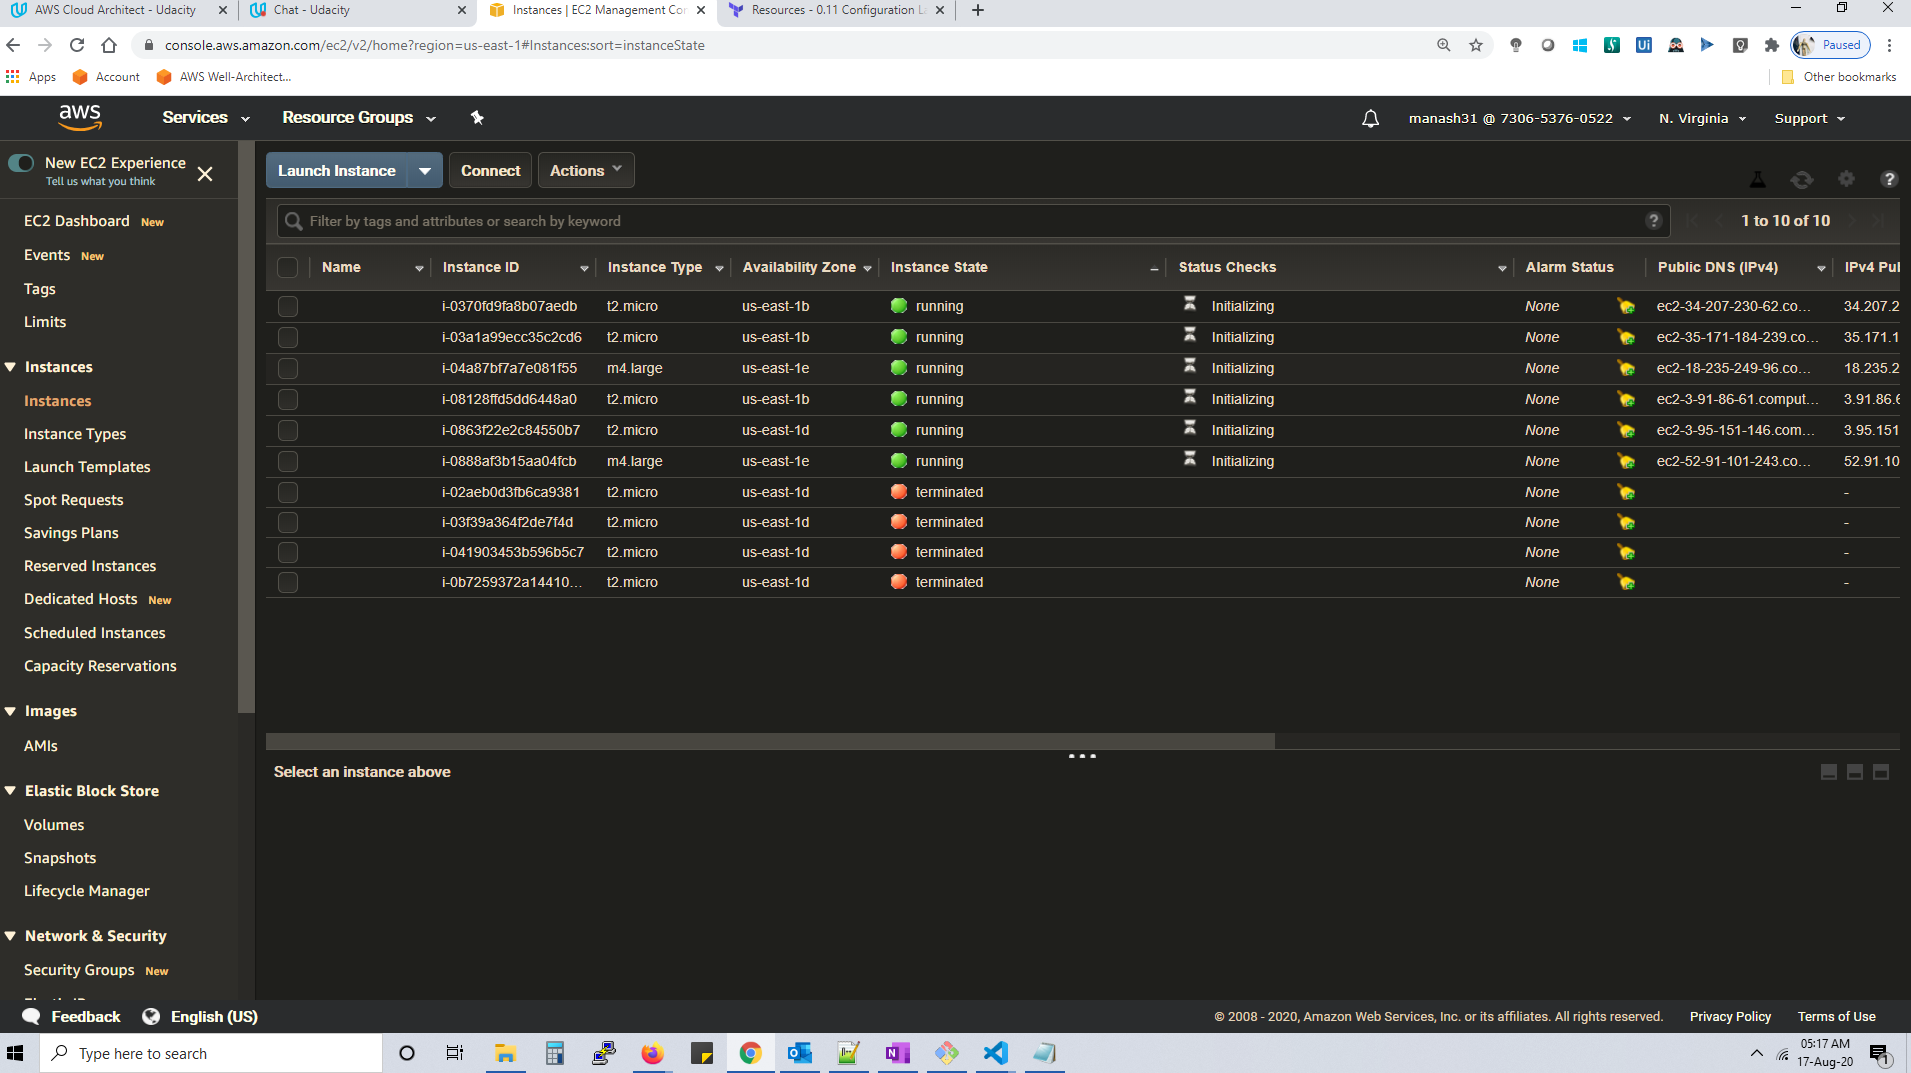 AWS Cloud Architect - Udacity
Chat - Udacity
Instances | EC2 Management Co
Resources - 0.11 Configuration L
console.aws.amazon.com/ec2/v2/home?region=us-east-1#Instances:sort=instanceState
Paused
Apps
Account
AWS Well-Architect...
Other bookmarks
aws
Services
Resource Groups
manash31 @ 7306-5376-0522
N. Virginia
Support
New EC2 Experience
Tell us what you think
Launch Instance
Connect
Actions
Filter by tags and attributes or search by keyword
1 to 10 of 10
EC2 Dashboard New
Events New
Tags
Limits
Instances
Instances
Instance Types
Launch Templates
Spot Requests
Savings Plans
Reserved Instances
Dedicated Hosts New
Scheduled Instances
Capacity Reservations
Images
AMIs
Elastic Block Store
Volumes
Snapshots
Lifecycle Manager
Network & Security
Security Groups New
Name Instance ID Instance Type Availability Zone Instance State Status Checks Alarm Status Public DNS (IPv4) IPv4 Pul
i-0370fd9fa8b07aedb t2.micro us-east-1b running Initializing None ec2-34-207-230-62.co... 34.207.2
i-03a1a99ecc35c2cd6 t2.micro us-east-1b running Initializing None ec2-35-171-184-239.co... 35.171.1
i-04a87bf7a7e081f55 m4.large us-east-1e running Initializing None ec2-18-235-249-96.co... 18.235.2
i-08128ffd5dd6448a0 t2.micro us-east-1b running Initializing None ec2-3-91-86-61.comput... 3.91.86.6
i-0863f22e2c84550b7 t2.micro us-east-1d running Initializing None ec2-3-95-151-146.com... 3.95.151
i-0888af3b15aa04fcb m4.large us-east-1e running Initializing None ec2-52-91-101-243.co... 52.91.10
i-02aeb0d3fb6ca9381 t2.micro us-east-1d terminated None -
i-03f39a364f2de7f4d t2.micro us-east-1d terminated None -
i-041903453b596b5c7 t2.micro us-east-1d terminated None -
i-0b7259372a14410... t2.micro us-east-1d terminated None -
Select an instance above
Feedback
English (US)
© 2008 - 2020, Amazon Web Services, Inc. or its affiliates. All rights reserved.
Privacy Policy
Terms of Use
Type here to search
05:17 AM
17-Aug-20
1